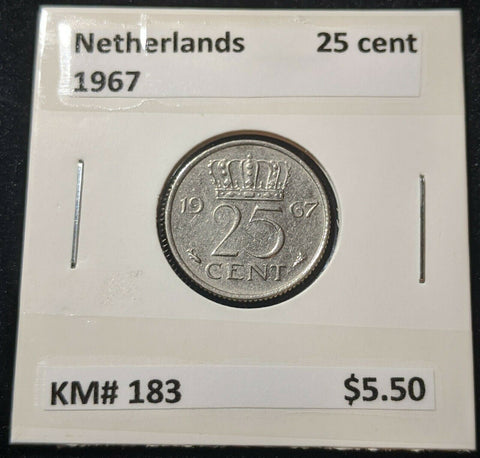 Netherlands 25 cent
1967
19 67
25
CENT
KM# 183 $5.50